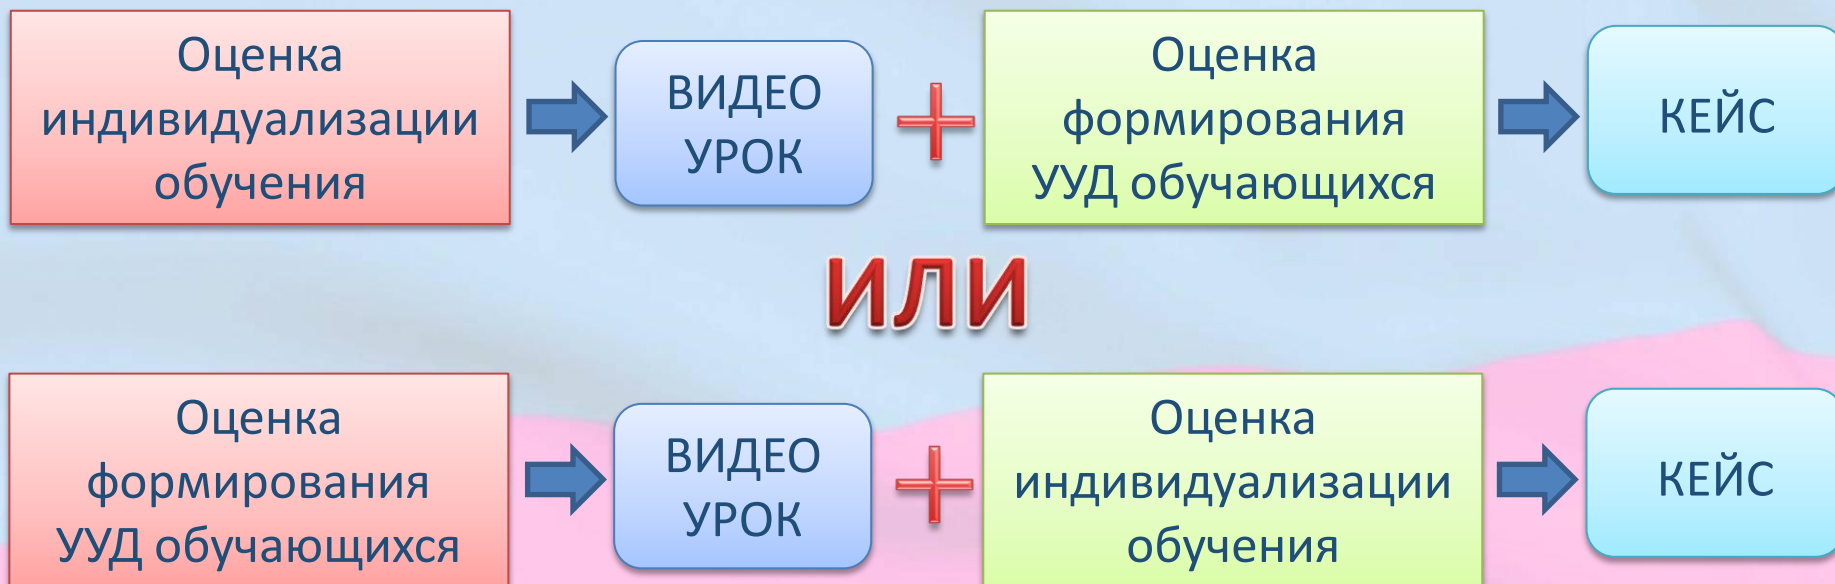 Оценка
индивидуализации
обучения
ВИДЕО
УРОК
Оценка
формирования
УУД обучающихся
КЕЙС
ИЛИ
Оценка
формирования
УУД обучающихся
ВИДЕО
УРОК
Оценка
индивидуализации
обучения
КЕЙС